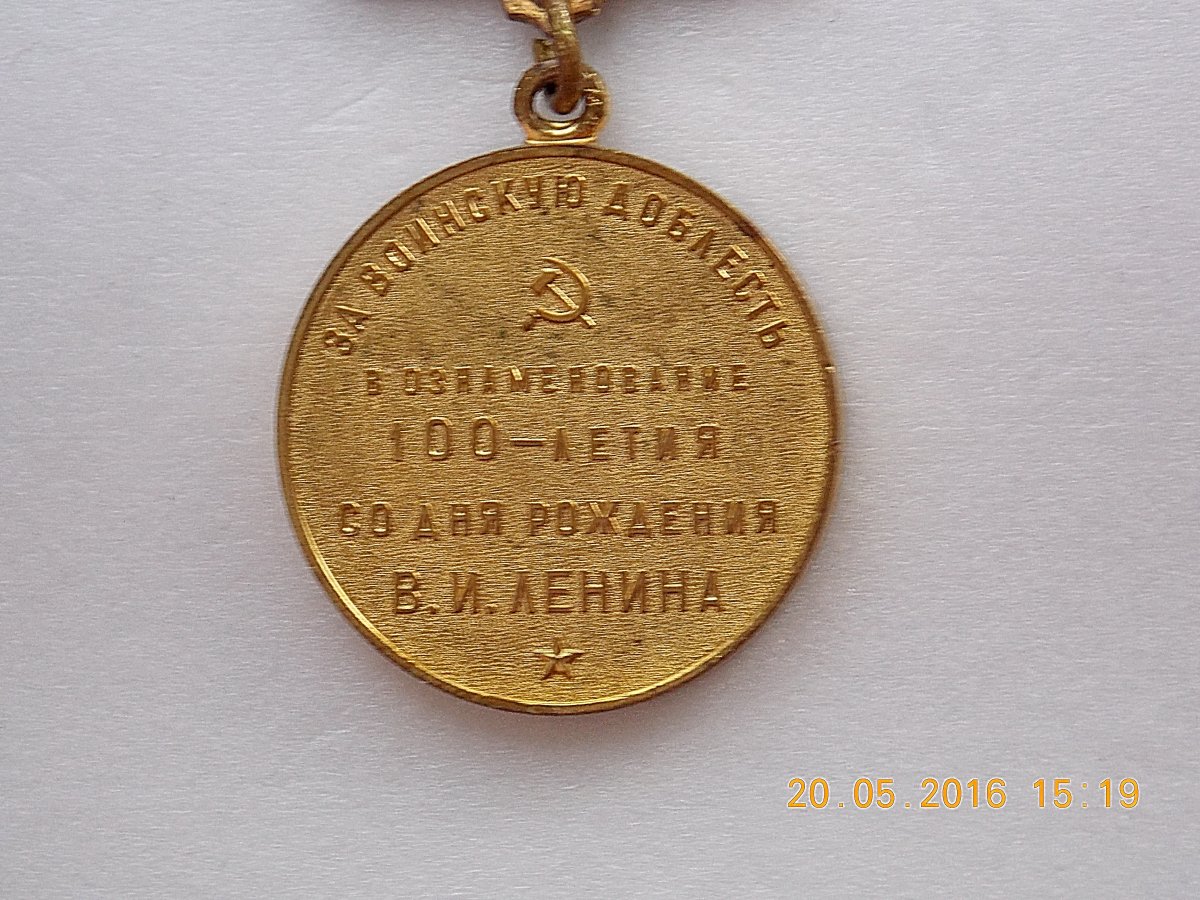 ЗА ВОИНСКУЮ ДОБЛЕСТЬ
В ОЗНАМЕНОВАНИЕ
100-ЛЕТИЯ
СО ДНЯ РОЖДЕНИЯ
В.И.ЛЕНИНА
20.05.2016 15:19